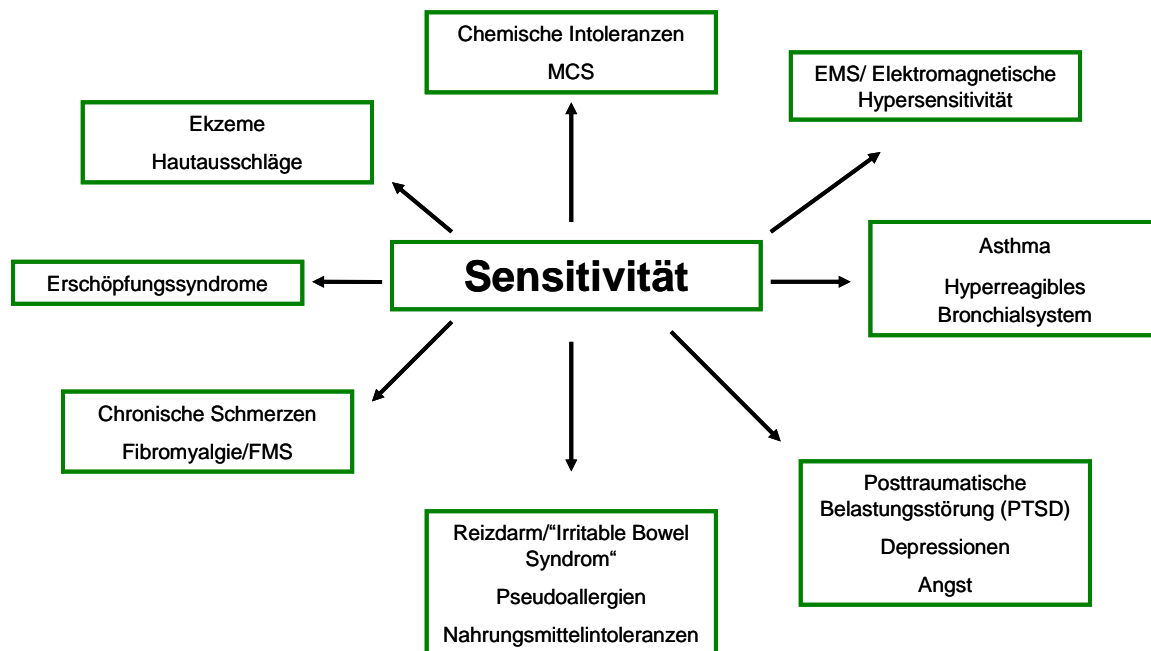 Chemische Intoleranzen
MCS
EMS/ Elektromagnetische
Hypersensitivität
Ekzeme
Hautausschläge
Sensitivität
Asthma
Hyperreagibles
Bronchialsystem
Erschöpfungssyndrome
Chronische Schmerzen
Fibromyalgie/FMS
Posttraumatische
Belastungsstörung (PTSD)
Depressionen
Angst
Reizdarm/“Irritable Bowel
Syndrom“
Pseudoallergien
Nahrungsmittelintoleranzen